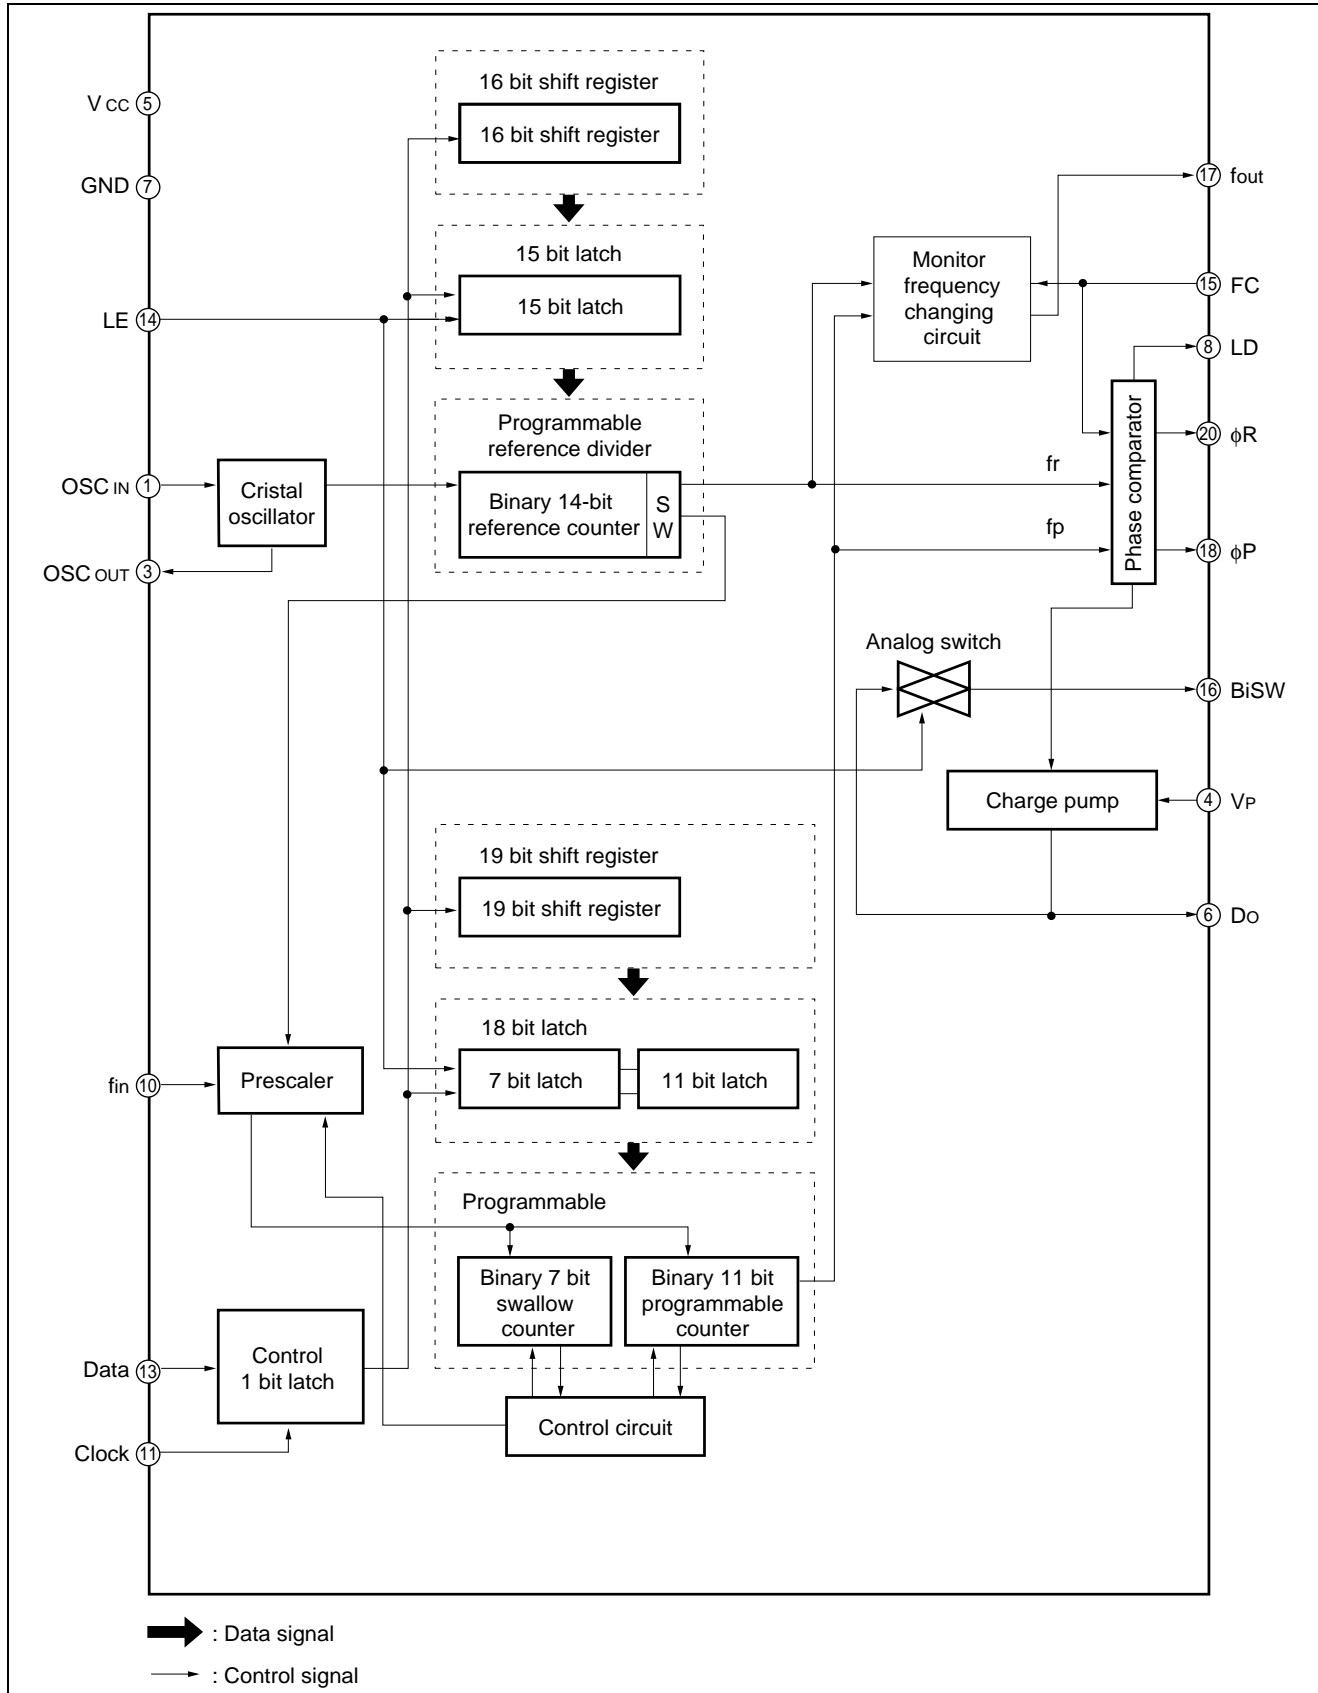 16 bit shift register
16 bit shift register
VCC 5
GND 7
17 fout
15 bit latch
15 bit latch
Monitor
frequency
changing
circuit
15 FC
LE 14
8 LD
Programmable
reference divider
Phase comparator
20 ϕR
OSC IN 1
Cristal
oscillator
Binary 14-bit
reference counter
S
W
fr
fp
18 ϕP
OSC OUT 3
Analog switch
16 BiSW
Charge pump
4 VP
19 bit shift register
19 bit shift register
6 DO
18 bit latch
7 bit latch
11 bit latch
fin 10
Prescaler
Programmable
Binary 7 bit
swallow
counter
Binary 11 bit
programmable
counter
Data 13
Control
1 bit latch
Control circuit
Clock 11
: Data signal
: Control signal